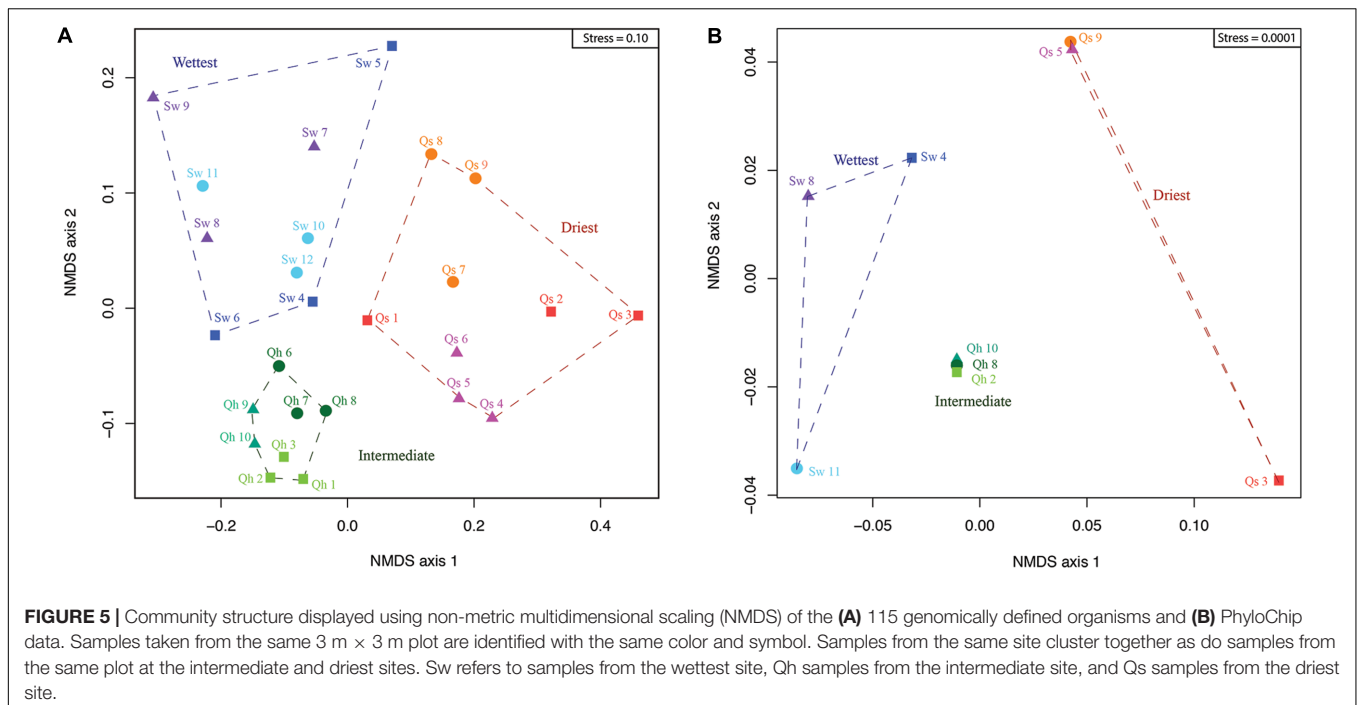 A
Stress = 0.10
Wettest
Sw 5
Sw 9
Sw 7
Sw 11
Sw 8
Sw 10
Sw 12
Sw 4
Sw 6
Qs 8
Qs 9
Driest
Qs 7
Qs 2
Qs 1
Qs 3
Qs 6
Qs 5
Qs 4
Qh 6
Qh 9
Qh 7
Qh 8
Qh 10
Qh 3
Qh 2
Qh 1
Intermediate
NMDS axis 2
0.2
0.1
0.0
−0.1
−0.2
0.0
0.2
0.4
NMDS axis 1
B
Stress = 0.0001
Qs 9
Qs 5
Wettest
Sw 4
Sw 8
Driest
Qh 10
Qh 8
Qh 2
Intermediate
Sw 11
Qs 3
NMDS axis 2
0.04
0.02
0.00
−0.02
−0.04
−0.05
0.00
0.05
0.10
NMDS axis 1
FIGURE 5 | Community structure displayed using non-metric multidimensional scaling (NMDS) of the (A) 115 genomically defined organisms and (B) PhyloChip
data. Samples taken from the same 3 m × 3 m plot are identified with the same color and symbol. Samples from the same site cluster together as do samples from
the same plot at the intermediate and driest sites. Sw refers to samples from the wettest site, Qh samples from the intermediate site, and Qs samples from the driest
site.